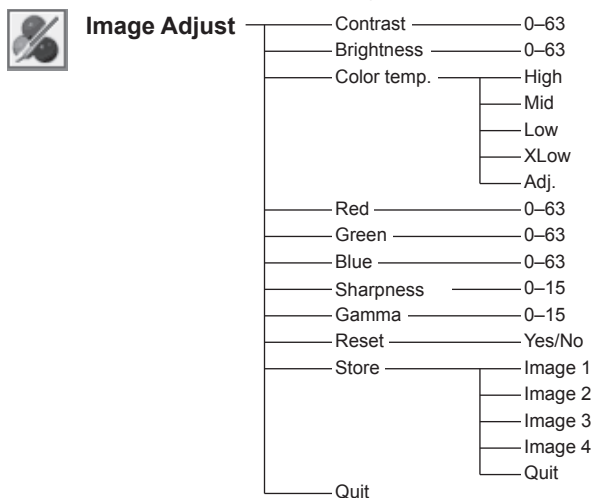 Image Adjust Contrast 0–63
Brightness 0–63
Color temp. High
Mid
Low
XLow
Adj.
Red 0–63
Green 0–63
Blue 0–63
Sharpness 0–15
Gamma 0–15
Reset Yes/No
Store Image 1
Image 2
Image 3
Image 4
Quit
Quit